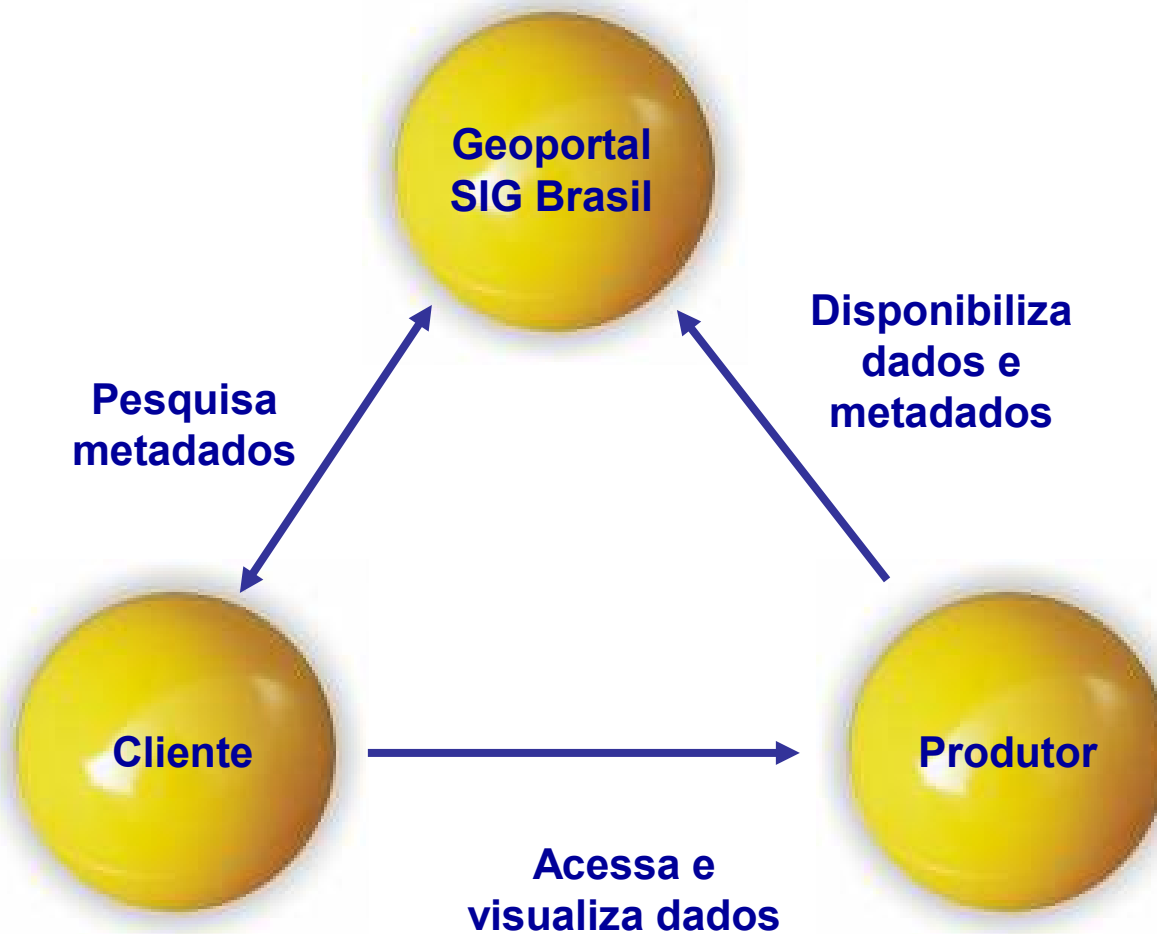 Geoportal
SIG Brasil
Disponibiliza
dados e
metadados
Pesquisa
metadados
Cliente
Produtor
Acessa e
visualiza dados